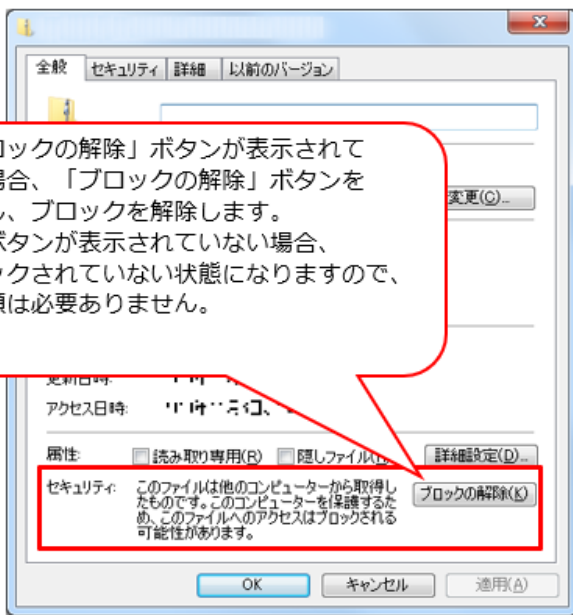 全般 セキュリティ 詳細 以前のバージョン
ロックの解除」ボタンが表示されて
場合、「ブロックの解除」ボタンを
、ブロックを解除します。
ボタンが表示されていない場合、
ックされていない状態になりますので、
は必要ありません。
変更(C)...
更新日時:
アクセス日時:
属性: 読み取り専用(R) 隠しファイル 詳細設定(D)...
セキュリティ: このファイルは他のコンピューターから取得し
たものです。このコンピューターを保護するた
め、このファイルへのアクセスはブロックされる
可能性があります。
ブロックの解除(K)
OK キャンセル 適用(A)